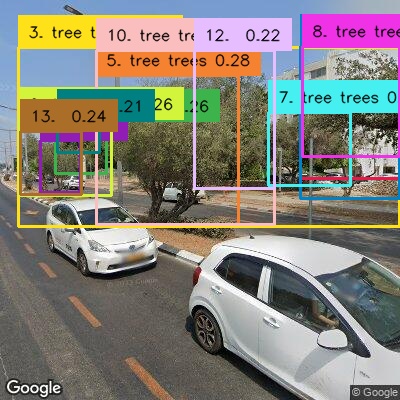 3. tree t
10. tree tre
12. 0.22
8. tree tree
5. tree trees 0.28
7. tree trees 0
.21
26
.26
13. 0.24
Google
Google